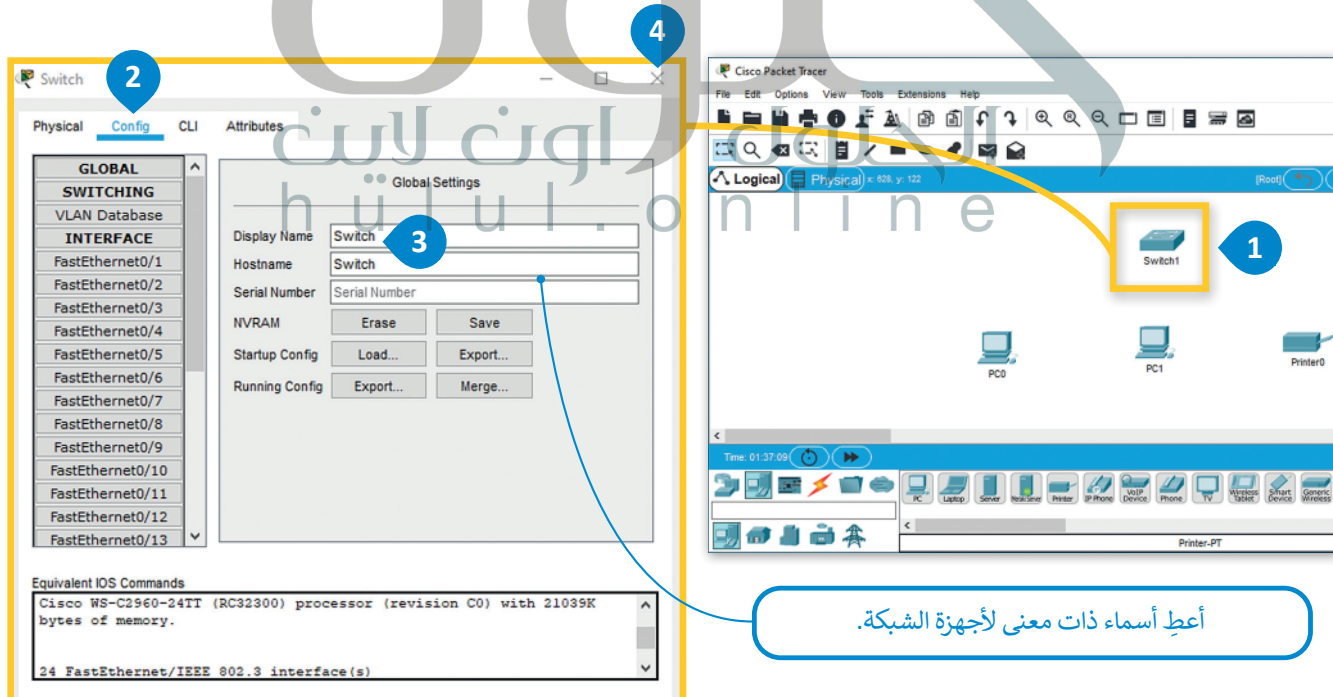 4
Switch
2
Physical
Config
CLI
Attributes
GLOBAL
SWITCHING
VLAN Database
INTERFACE
FastEthernet0/1
FastEthernet0/2
FastEthernet0/3
FastEthernet0/4
FastEthernet0/5
FastEthernet0/6
FastEthernet0/7
FastEthernet0/8
FastEthernet0/9
FastEthernet0/10
FastEthernet0/11
FastEthernet0/12
FastEthernet0/13
Global Settings
Display Name Switch
3
Hostname Switch
Serial Number Serial Number
NVRAM Erase Save
Startup Config Load... Export...
Running Config Export... Merge...
Equivalent IOS Commands
Cisco WS-C2960-24TT (RC32300) processor (revision C0) with 21039K
bytes of memory.
24 FastEthernet/IEEE 802.3 interface(s)
الحلول اون لاين
hulul.online
Cisco Packet Tracer
File Edit Options View Tools Extensions Help
Logical Physical x: 628, y: 122 [Root]
Switch1
1
PC0
PC1
Printer0
Time: 01:37:09
PC Laptop Server Printer IP Phone VoIP Device Phone TV Wireless Tablet Smart Device Generic Wireless
Printer-PT
أعطِ أسماء ذات معنى لأجهزة الشبكة.